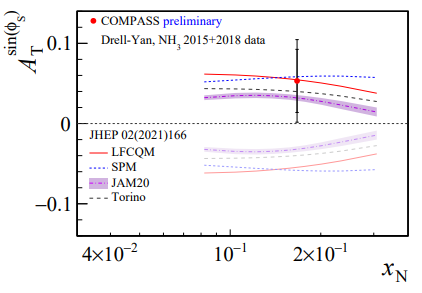 COMPASS preliminary
Drell-Yan, NH3 2015+2018 data
A_T^sin(ϕ_S)
0.1
0
−0.1
JHEP 02(2021)166
LFCQM
SPM
JAM20
Torino
4×10⁻²
10⁻¹
2×10⁻¹
x_N